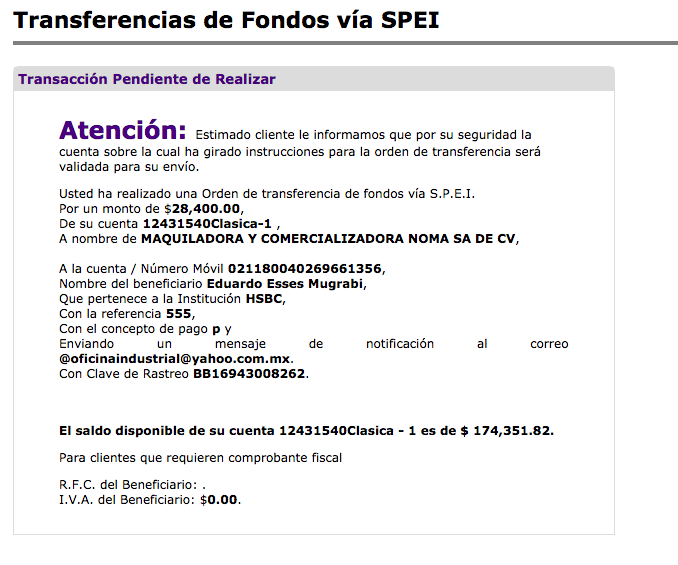 Transferencias de Fondos vía SPEI
Transacción Pendiente de Realizar
Atención: Estimado cliente le informamos que por su seguridad la
cuenta sobre la cual ha girado instrucciones para la orden de transferencia será
validada para su envío.
Usted ha realizado una Orden de transferencia de fondos vía S.P.E.I.
Por un monto de $28,400.00,
De su cuenta 12431540Clasica-1 ,
A nombre de MAQUILADORA Y COMERCIALIZADORA NOMA SA DE CV,
A la cuenta / Número Móvil 021180040269661356,
Nombre del beneficiario Eduardo Esses Mugrabi,
Que pertenece a la Institución HSBC,
Con la referencia 555,
Con el concepto de pago p y
Enviando un mensaje de notificación al correo
@oficinaindustrial@yahoo.com.mx.
Con Clave de Rastreo BB16943008262.
El saldo disponible de su cuenta 12431540Clasica - 1 es de $ 174,351.82.
Para clientes que requieren comprobante fiscal
R.F.C. del Beneficiario: .
I.V.A. del Beneficiario: $0.00.